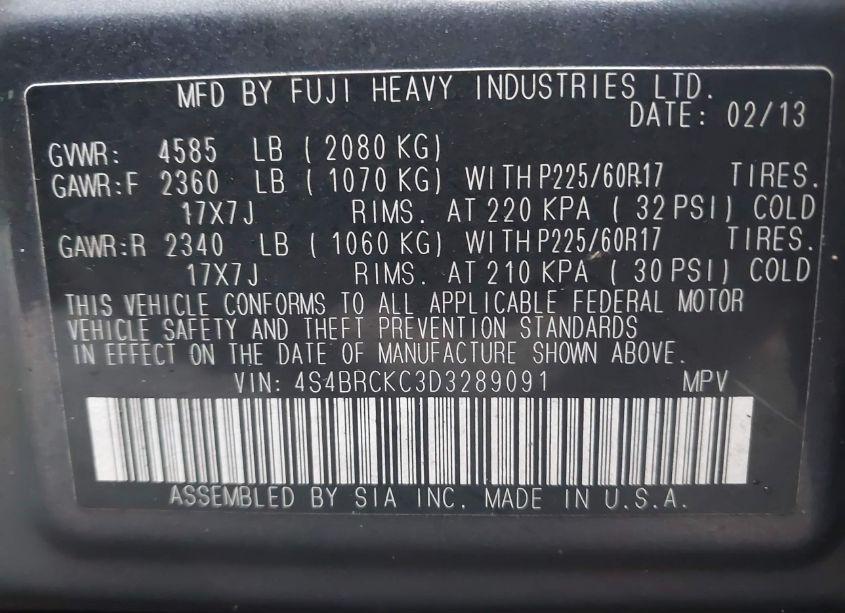 MFD BY FUJI HEAVY INDUSTRIES LTD.
DATE: 02/13
GVWR: 4585 LB ( 2080 KG)
GAWR:F 2360 LB ( 1070 KG) WITH P225/60R17 TIRES.
17X7J RIMS. AT 220 KPA ( 32 PSI) COLD
GAWR:R 2340 LB ( 1060 KG) WITH P225/60R17 TIRES.
17X7J RIMS. AT 210 KPA ( 30 PSI) COLD
THIS VEHICLE CONFORMS TO ALL APPLICABLE FEDERAL MOTOR
VEHICLE SAFETY AND THEFT PREVENTION STANDARDS
IN EFFECT ON THE DATE OF MANUFACTURE SHOWN ABOVE.
VIN: 4S4BRCKC3D3289091 MPV
ASSEMBLED BY SIA INC. MADE IN U.S.A.